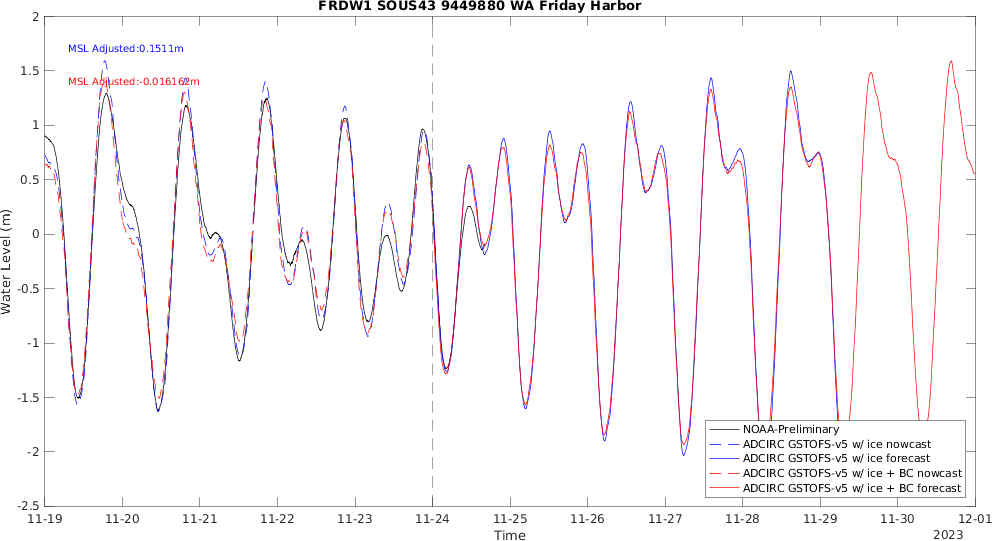 FRDW1 SOUS43 9449880 WA Friday Harbor
MSL Adjusted:0.1511m
MSL Adjusted:-0.016162m
Water Level (m)
2
1.5
1
0.5
0
-0.5
-1
-1.5
-2
-2.5
NOAA-Preliminary
ADCIRC GSTOFS-v5 w/ ice nowcast
ADCIRC GSTOFS-v5 w/ ice forecast
ADCIRC GSTOFS-v5 w/ ice + BC nowcast
ADCIRC GSTOFS-v5 w/ ice + BC forecast
11-19 11-20 11-21 11-22 11-23 11-24 11-25 11-26 11-27 11-28 11-29 11-30 12-01
Time
2023